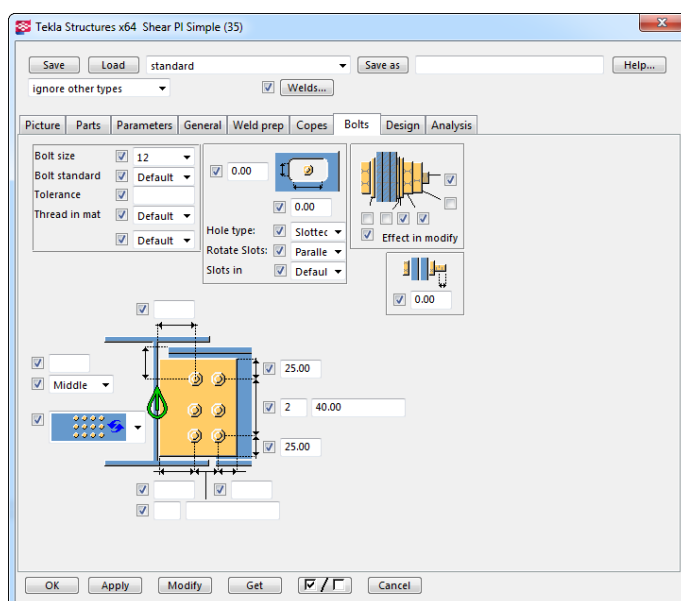 Tekla Structures x64 Shear Pl Simple (35)
Save Load standard Save as Help...
ignore other types Welds...
Picture Parts Parameters General Weld prep Copes Bolts Design Analysis
Bolt size 12
Bolt standard Default
Tolerance
Thread in mat Default
Default
0.00
0.00
Hole type: Slottec
Rotate Slots: Paralle
Slots in Defaul
Effect in modify
0.00
25.00
Middle
2 40.00
25.00
OK Apply Modify Get / Cancel